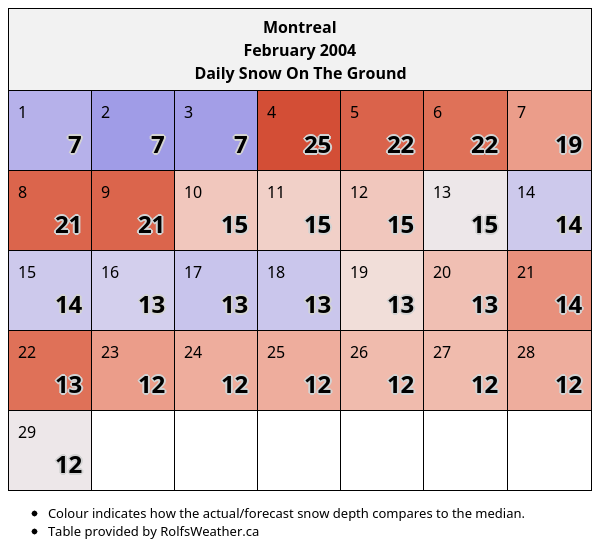 Montreal
February 2004
Daily Snow On The Ground
1 2 3 4 5 6 7
7 7 7 25 22 22 19
8 9 10 11 12 13 14
21 21 15 15 15 15 14
15 16 17 18 19 20 21
14 13 13 13 13 13 14
22 23 24 25 26 27 28
13 12 12 12 12 12 12
29
12
• Colour indicates how the actual/forecast snow depth compares to the median.
• Table provided by RolfsWeather.ca